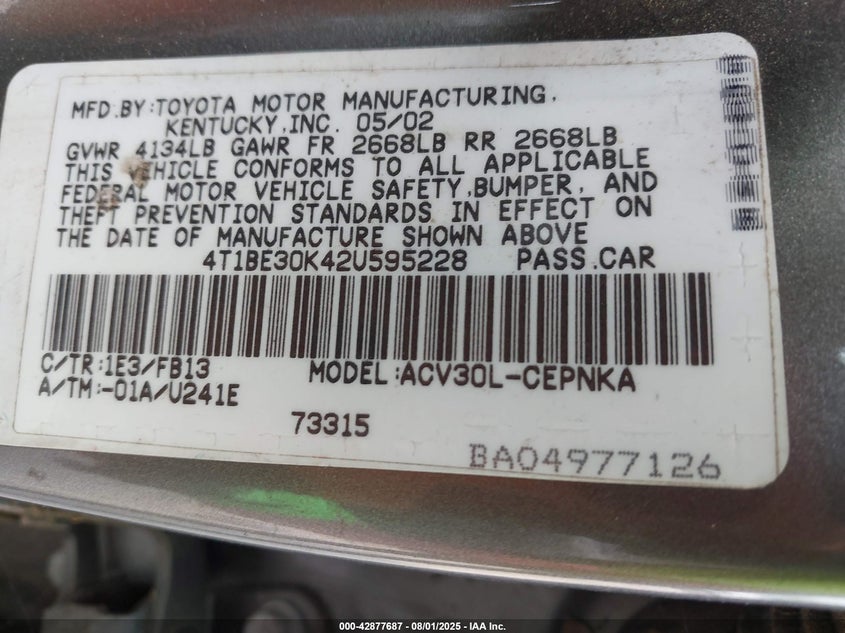 MFD.BY:TOYOTA MOTOR MANUFACTURING,
KENTUCKY,INC. 05/02
GVWR 4134LB GAWR FR 2668LB RR 2668LB
THIS VEHICLE CONFORMS TO ALL APPLICABLE
FEDERAL MOTOR VEHICLE SAFETY,BUMPER, AND
THEFT PREVENTION STANDARDS IN EFFECT ON
THE DATE OF MANUFACTURE SHOWN ABOVE
4T1BE30K42U595228 PASS.CAR
C/TR:1E3/FB13 MODEL:ACV30L-CEPNKA
A/TM:-01A/U241E
73315
BA04977126
000-42877687 - 08/01/2025 - IAA Inc.